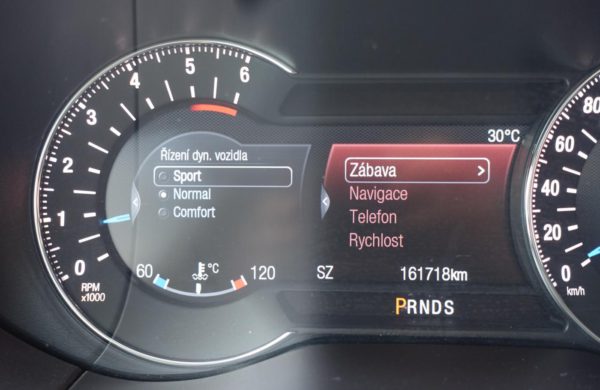 0
1
2
3
4
5
6
RPM
x1000
Řízení dyn. vozidla
Sport
Normal
Comfort
60
°C
120
30°C
Zábava >
Navigace
Telefon
Rychlost
SZ 161718km
PRNDS
80
60
40
20
0
km/h